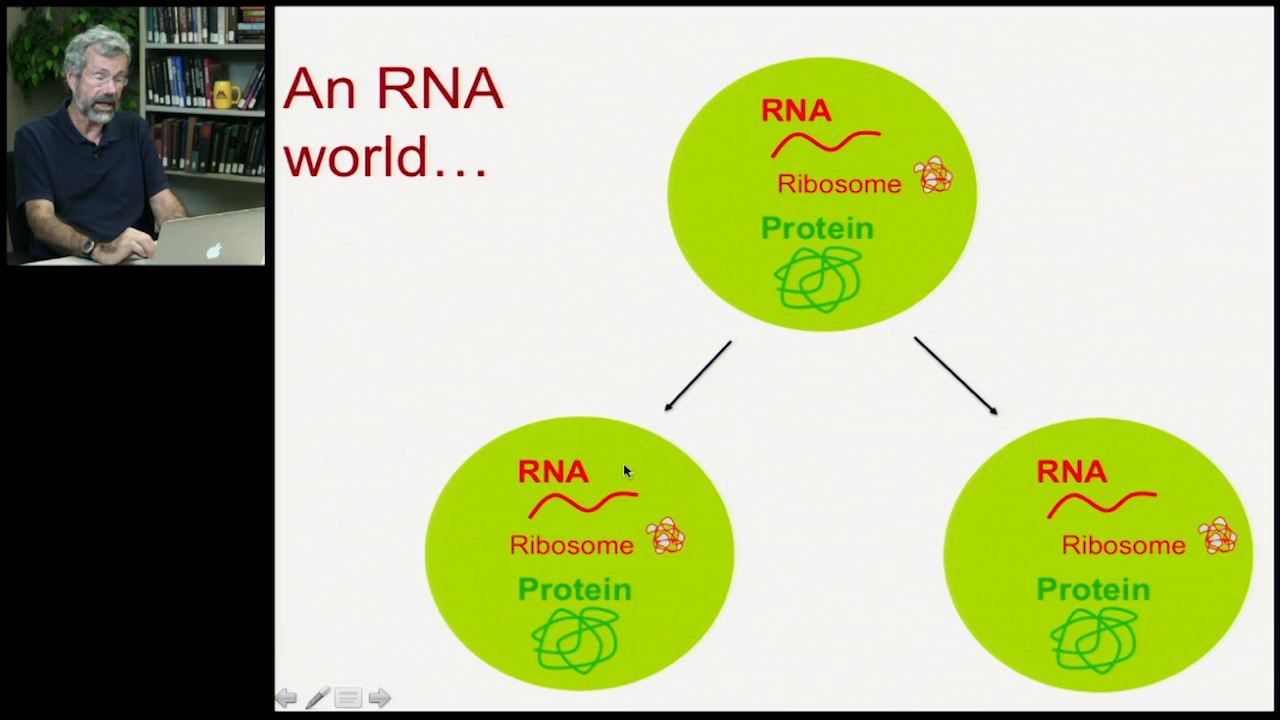 An RNA
world…
RNA
Ribosome
Protein
RNA
Ribosome
Protein
RNA
Ribosome
Protein